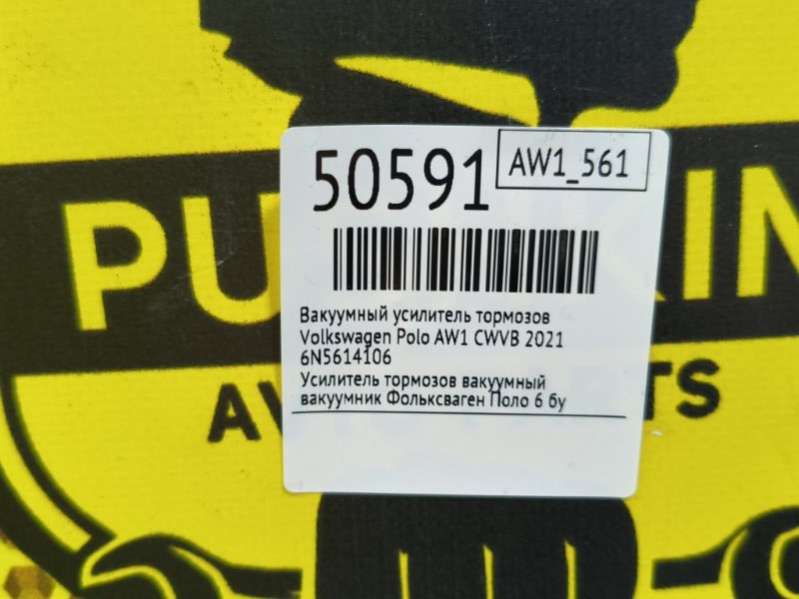 50591
AW1_561
Вакуумный усилитель тормозов
Volkswagen Polo AW1 CWVB 2021
6N5614106
Усилитель тормозов вакуумный
вакуумник Фольксваген Поло 6 бу